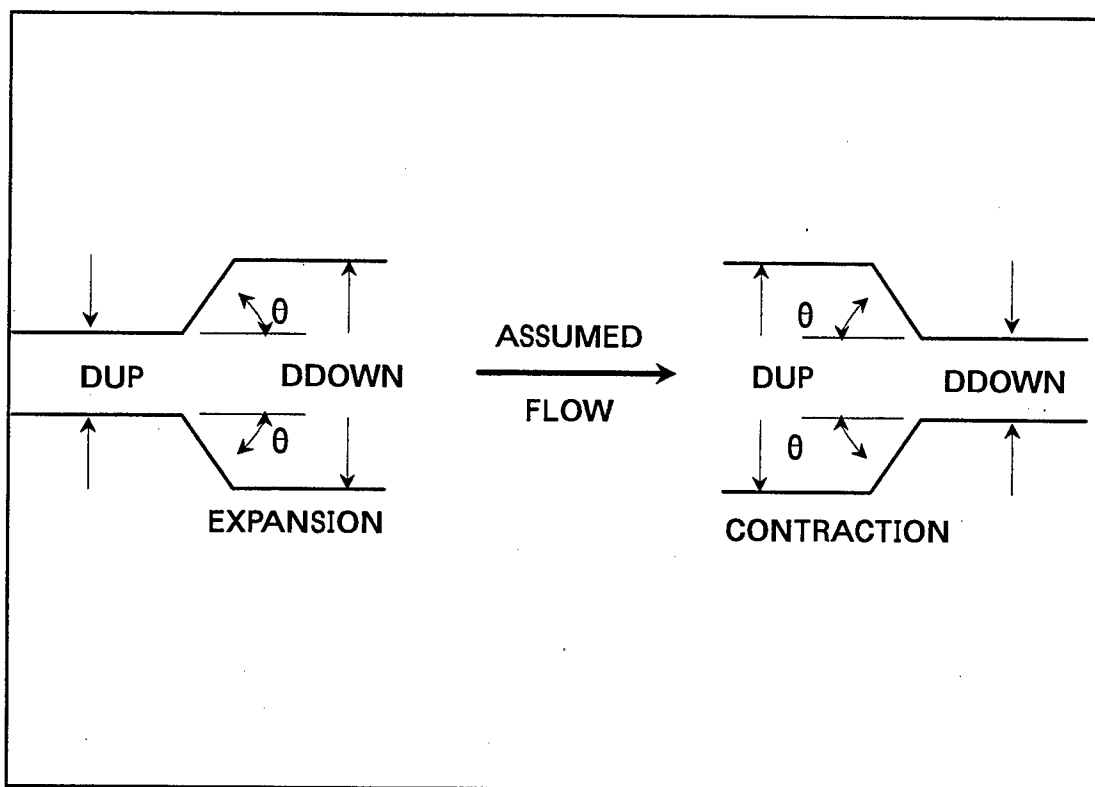 θ
DUP
DDOWN
θ
EXPANSION
ASSUMED
FLOW
θ
DUP
DDOWN
θ
CONTRACTION